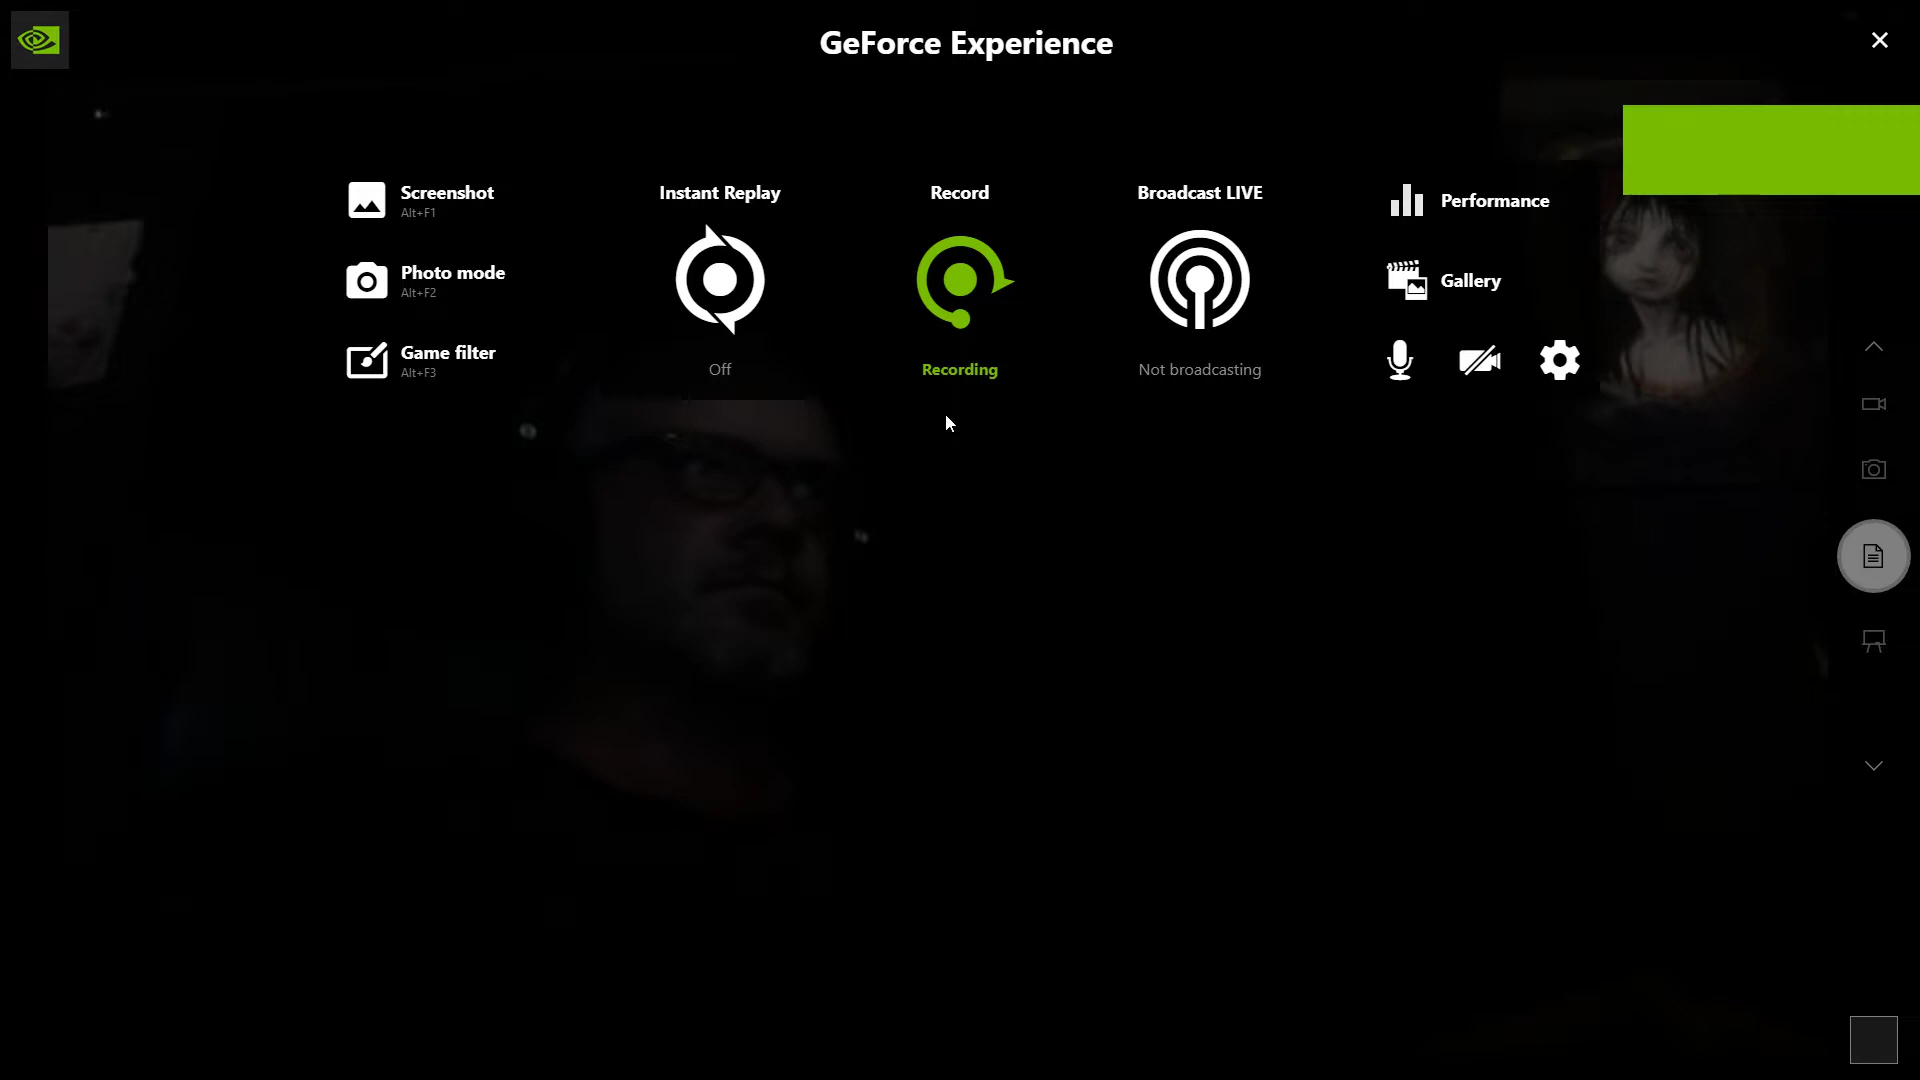 GeForce Experience
Screenshot
Alt+F1
Photo mode
Alt+F2
Game filter
Alt+F3
Instant Replay
Off
Record
Recording
Broadcast LIVE
Not broadcasting
Performance
Gallery